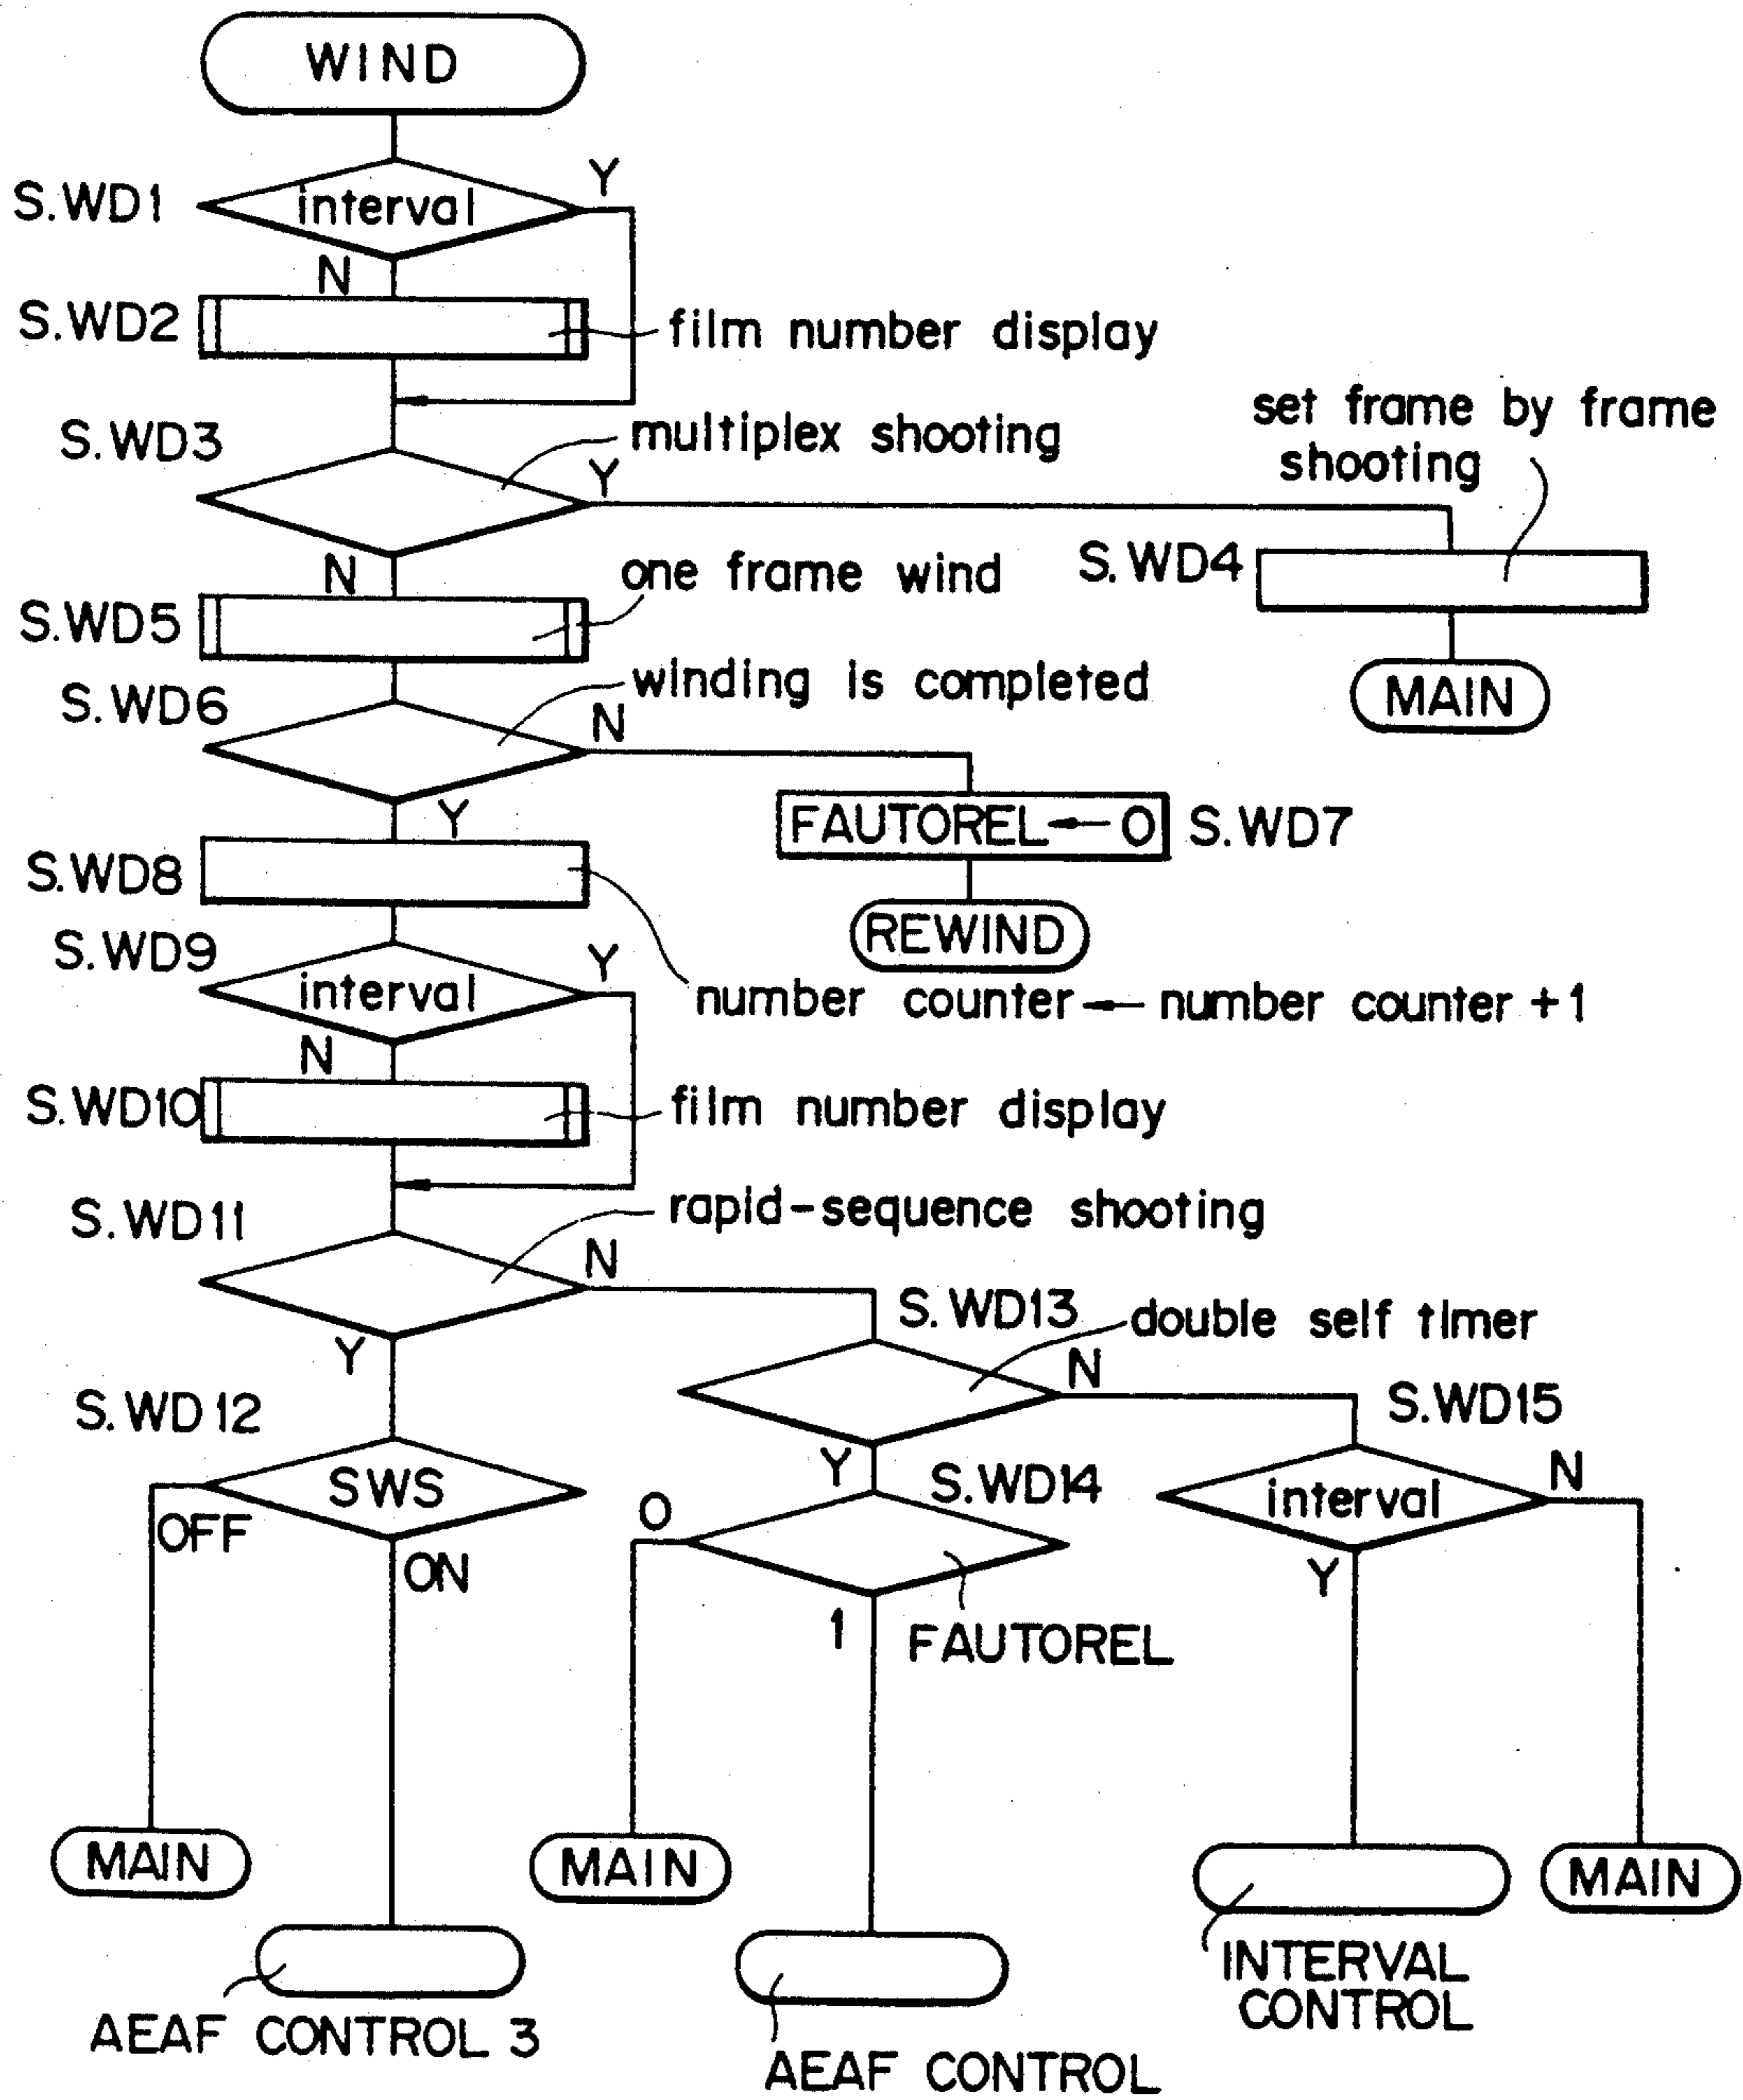 WIND
S.WD1
interval
Y
N
S.WD2
film number display
S.WD3
multiplex shooting
Y
set frame by frame
shooting
N
S.WD4
one frame wind
S.WD5
MAIN
winding is completed
S.WD6
N
Y
FAUTOREL ← 0
S.WD7
S.WD8
REWIND
S.WD9
Y
interval
number counter ← number counter + 1
N
S.WD10
film number display
S.WD11
rapid-sequence shooting
N
S.WD13
double self timer
Y
N
S.WD12
S.WD15
Y
S.WD14
N
SWS
interval
0
OFF
ON
Y
1
FAUTOREL
MAIN
MAIN
MAIN
INTERVAL
CONTROL
AEAF CONTROL 3
AEAF CONTROL